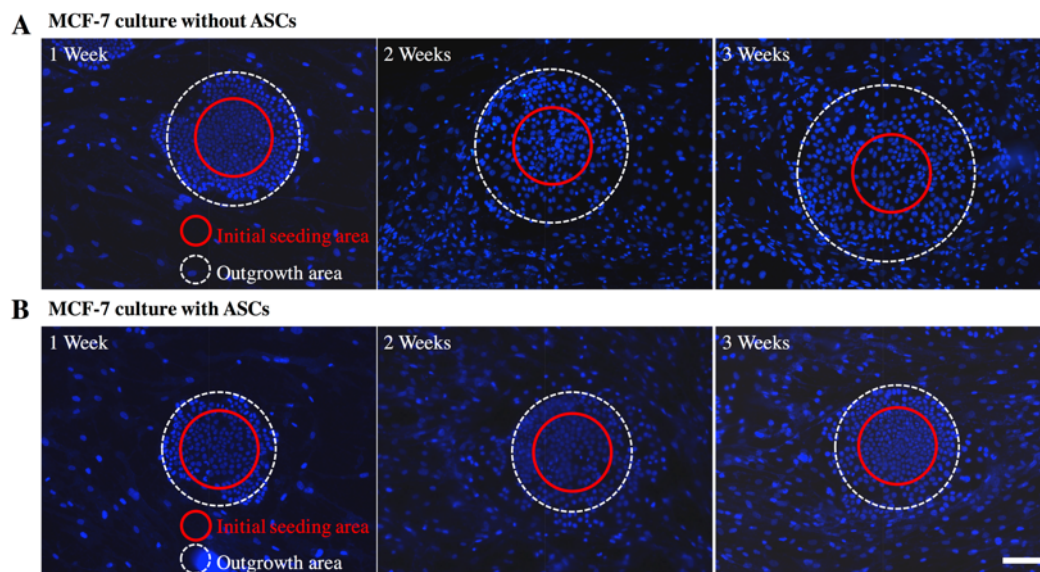 A MCF-7 culture without ASCs
1 Week
2 Weeks
3 Weeks
Initial seeding area
Outgrowth area
B MCF-7 culture with ASCs
1 Week
2 Weeks
3 Weeks
Initial seeding area
Outgrowth area